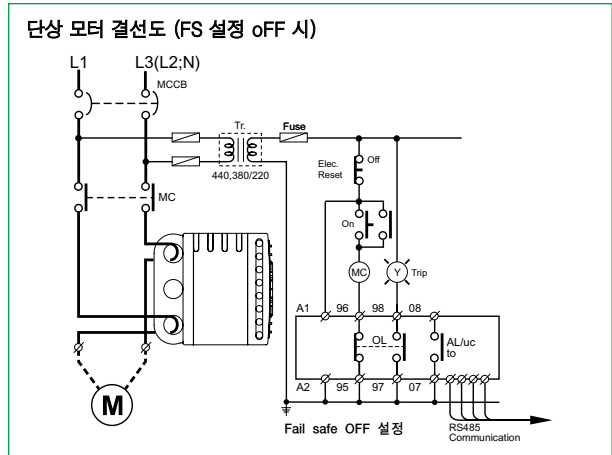 단상 모터 결선도 (FS 설정 oFF 시)
L1 L3(L2;N)
MCCB
Tr. Fuse
440,380/220
Elec. Reset
Off
On
MC
MC
Y Trip
A1 96 98 08
OL
AL/uc
to
A2 95 97 07
M
Fail safe OFF 설정
RS485
Communication